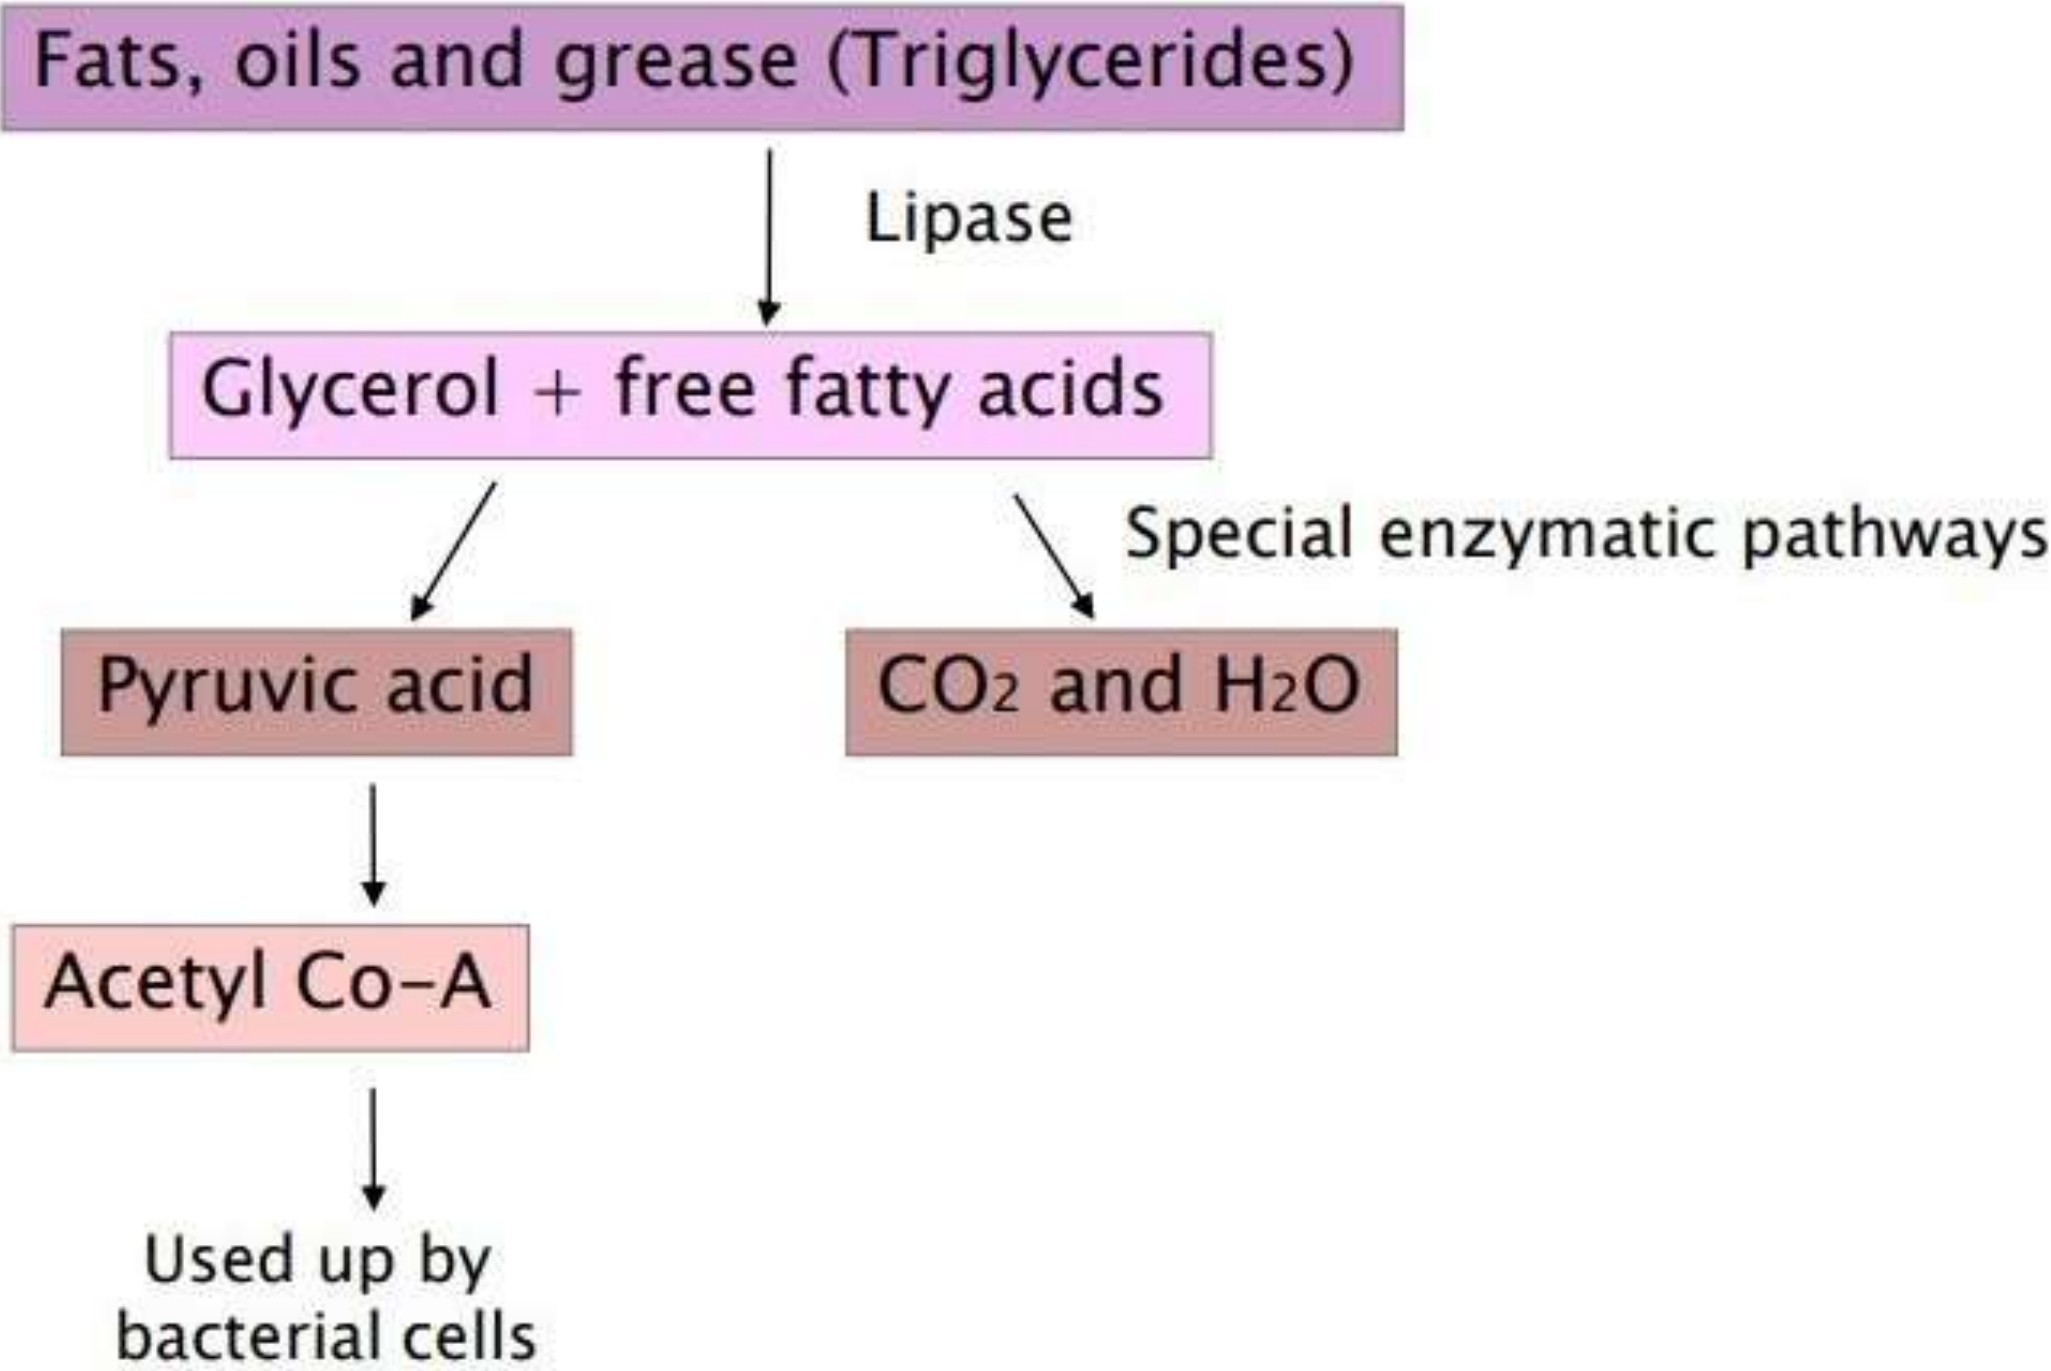 Fats, oils and grease (Triglycerides)
Lipase
Glycerol + free fatty acids
Special enzymatic pathways
Pyruvic acid
CO2 and H2O
Acetyl Co-A
Used up by
bacterial cells